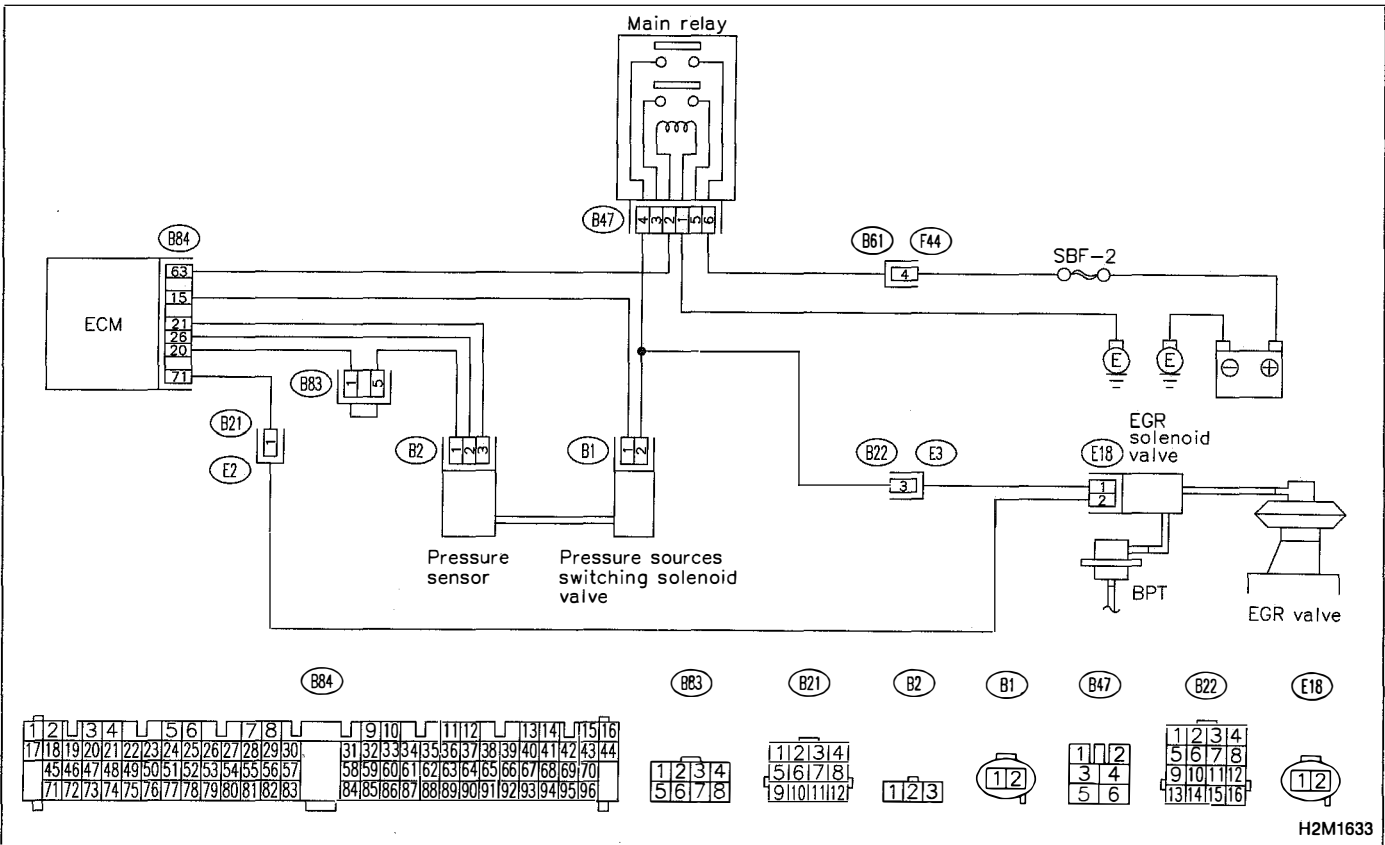 Main relay
B47
4 3 2 1 5 6
B84
B61 F44
SBF-2
4
63
15
21
26
20
71
ECM
E E
⊖ ⊕
B83
1 5
B21
1
E2
B2
1 2 3
B1
1 2
B22 E3
3
EGR
solenoid
valve
E18
1
2
Pressure
sensor
Pressure sources
switching solenoid
valve
BPT
EGR valve
B84 B83 B21 B2 B1 B47 B22 E18
1 2 3 4 5 6 7 8 9 10 11 12 13 14 15 16
17 18 19 20 21 22 23 24 25 26 27 28 29 30 31 32 33 34 35 36 37 38 39 40 41 42 43 44
45 46 47 48 49 50 51 52 53 54 55 56 57 58 59 60 61 62 63 64 65 66 67 68 69 70
71 72 73 74 75 76 77 78 79 80 81 82 83 84 85 86 87 88 89 90 91 92 93 94 95 96
1 2 3 4
5 6 7 8
1 2 3 4
5 6 7 8
9 10 11 12
1 2 3
1 2
1 2
3 4
5 6
1 2 3 4
5 6 7 8
9 10 11 12
13 14 15 16
1 2
H2M1633